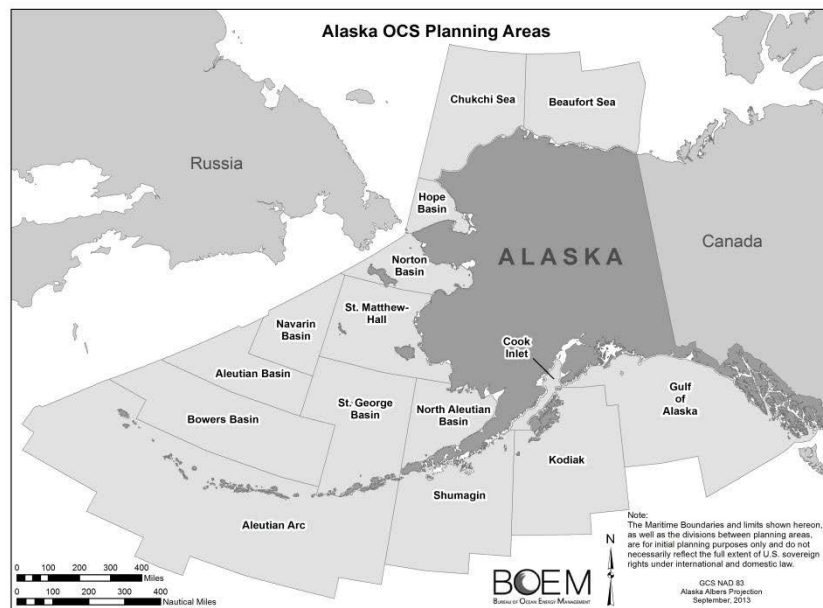 Alaska OCS Planning Areas
Chukchi Sea
Beaufort Sea
Russia
Hope
Basin
ALASKA
Canada
Norton
Basin
St. Matthew-
Hall
Navarin
Basin
Cook
Inlet
Aleutian Basin
St. George
Basin
North Aleutian
Basin
Gulf
of
Alaska
Bowers Basin
Kodiak
Shumagin
Aleutian Arc
Note:
The Maritime Boundaries and limits shown hereon,
as well as the divisions between planning areas,
are for initial planning purposes only and do not
necessarily reflect the full extent of U.S. sovereign
rights under international and domestic law.
N
0 100 200 300 400
Miles
0 100 200 300 400
Nautical Miles
BOEM
BUREAU OF OCEAN ENERGY MANAGEMENT
GCS NAD 83
Alaska Albers Projection
September, 2013